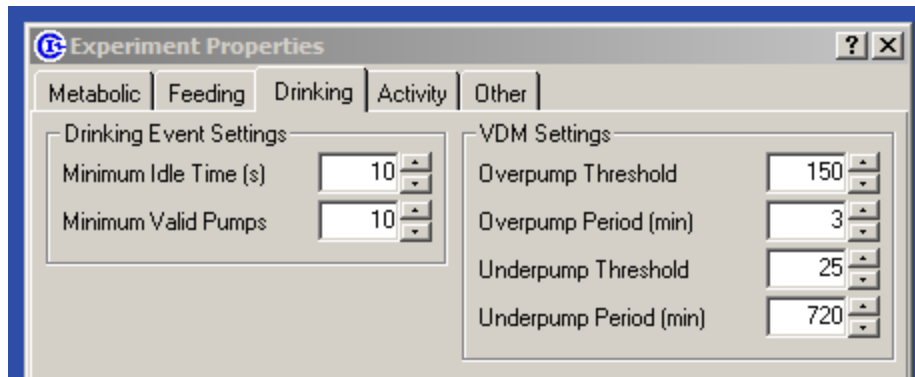 Experiment Properties
Metabolic Feeding Drinking Activity Other
Drinking Event Settings
Minimum Idle Time (s) 10
Minimum Valid Pumps 10
VDM Settings
Overpump Threshold 150
Overpump Period (min) 3
Underpump Threshold 25
Underpump Period (min) 720